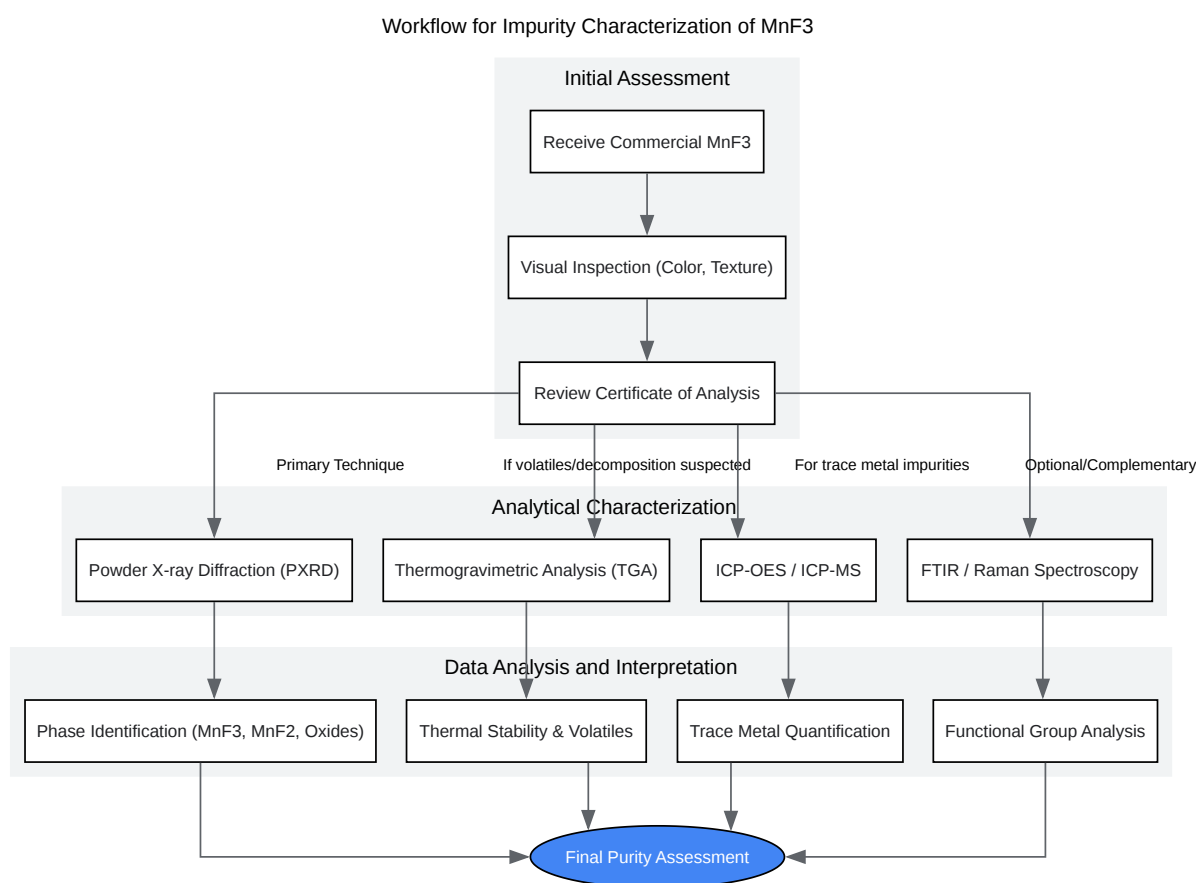 Workflow for Impurity Characterization of MnF3
Initial Assessment
Receive Commercial MnF3
Visual Inspection (Color, Texture)
Review Certificate of Analysis
Primary Technique
If volatiles/decomposition suspected
For trace metal impurities
Optional/Complementary
Analytical Characterization
Powder X-ray Diffraction (PXRD)
Thermogravimetric Analysis (TGA)
ICP-OES / ICP-MS
FTIR / Raman Spectroscopy
Data Analysis and Interpretation
Phase Identification (MnF3, MnF2, Oxides)
Thermal Stability & Volatiles
Trace Metal Quantification
Functional Group Analysis
Final Purity Assessment